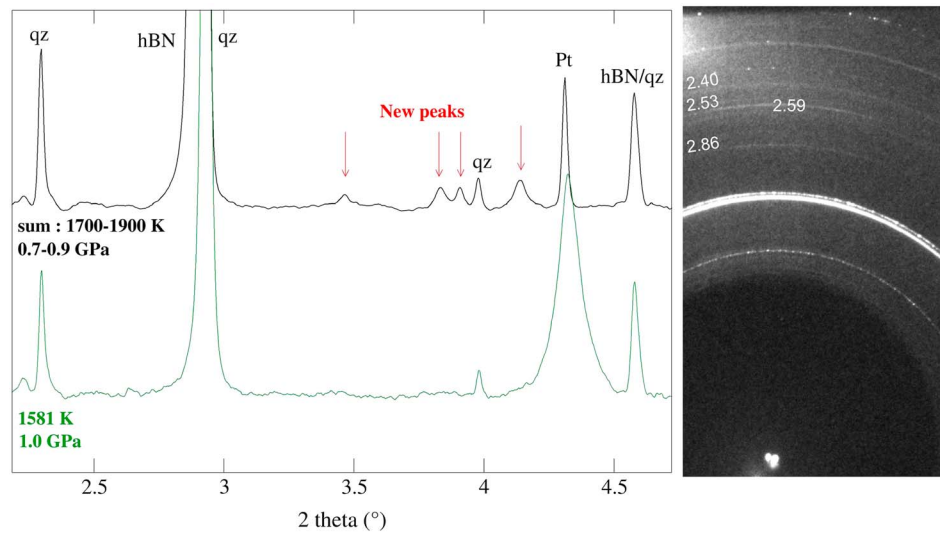 qz
hBN
qz
Pt
hBN/qz
New peaks
qz
sum : 1700-1900 K
0.7-0.9 GPa
1581 K
1.0 GPa
2.5
3
3.5
4
4.5
2 theta (°)
2.40
2.53
2.59
2.86